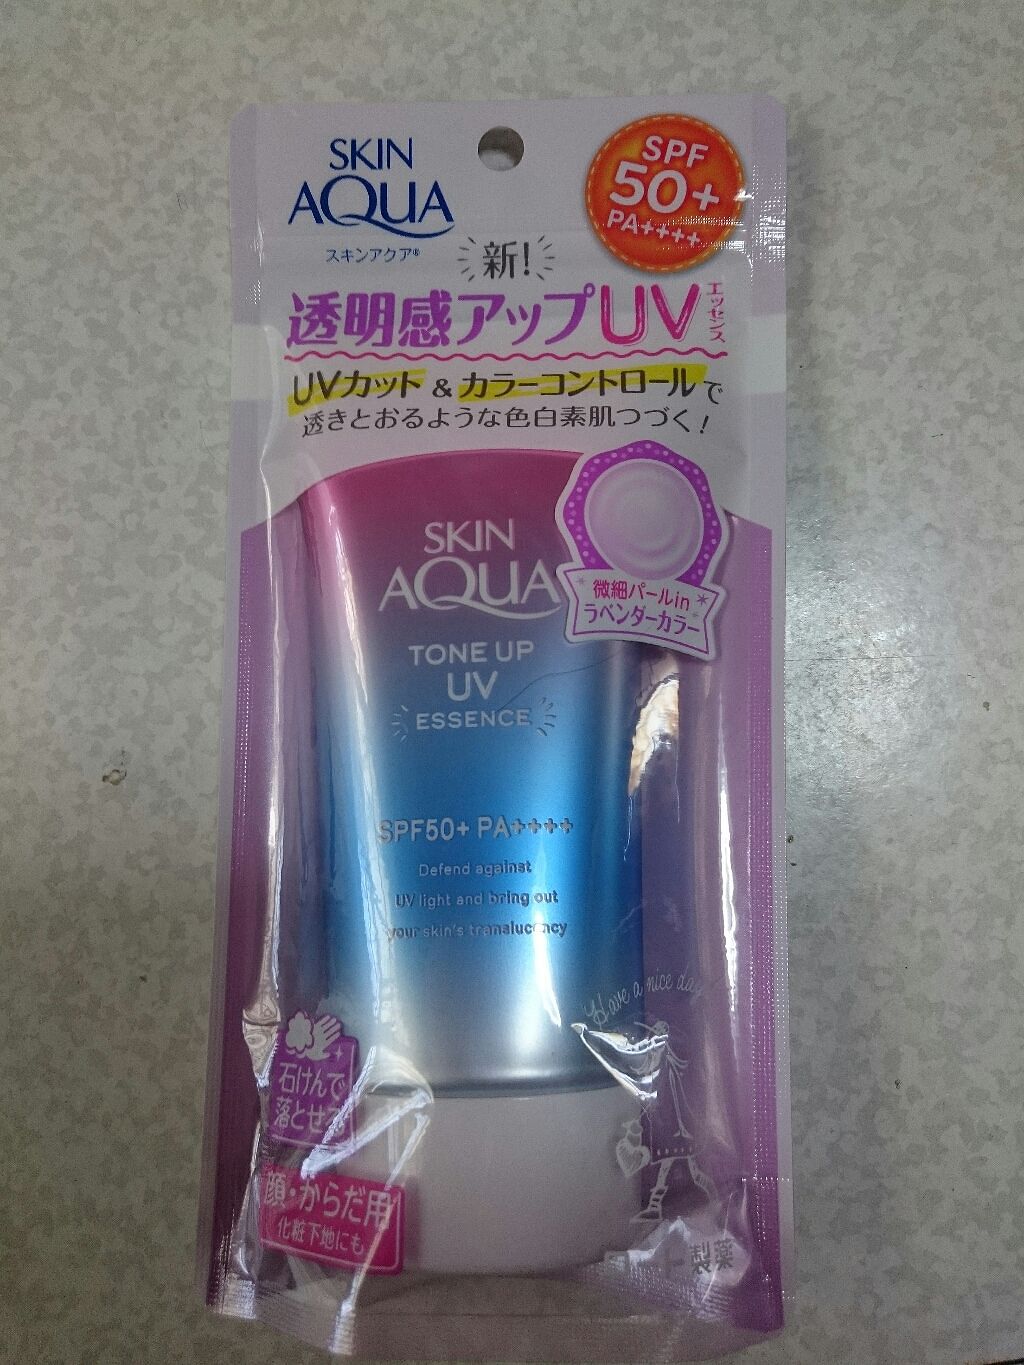 SKIN
AQUA
スキンアクア®
SPF
50+
PA++++
新!
透明感アップUV
エッセンス
UVカット & カラーコントロールで
透きとおるような色白素肌つづく!
微細パールin
ラベンダーカラー
SKIN
AQUA
TONE UP
UV
ESSENCE
SPF50+ PA++++
Defend against
UV light and bring out
your skin's translucency
Have a nice day
石けんで
落とせる
顔・からだ用
化粧下地にも
製薬